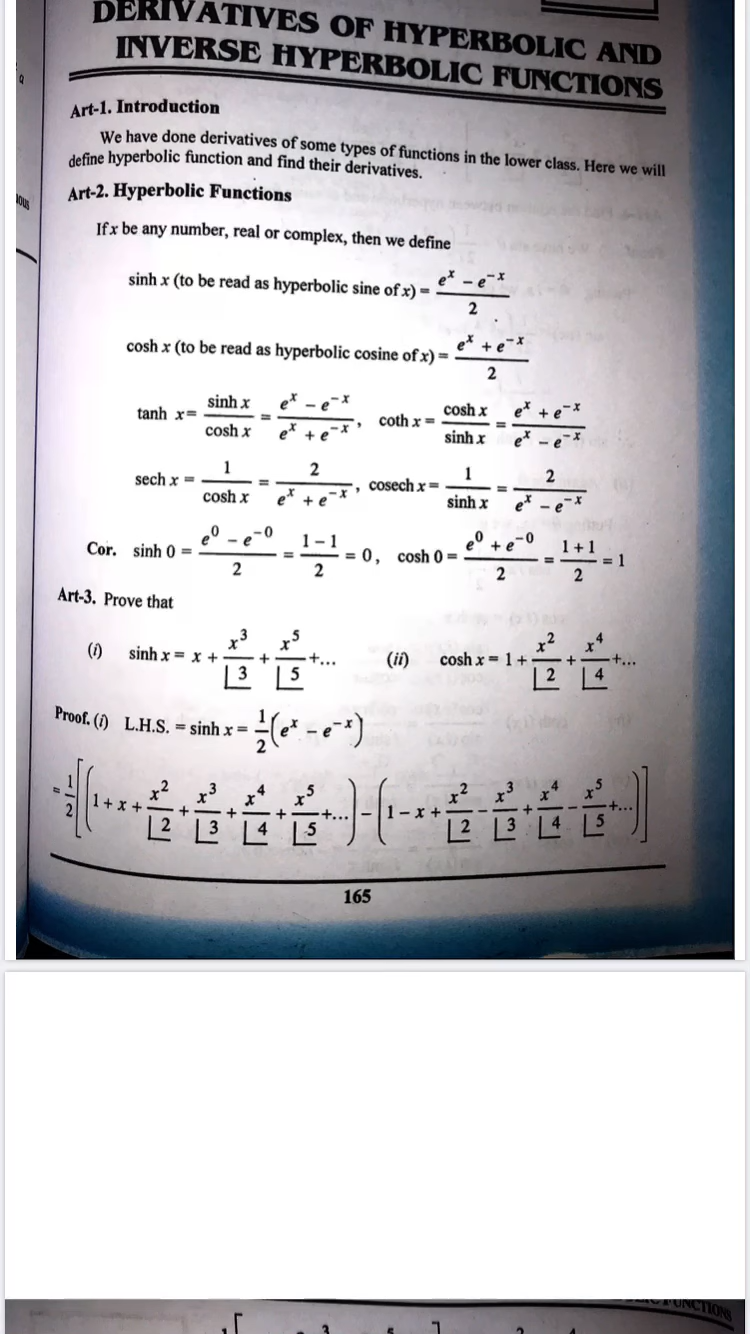 DERIVATIVES OF HYPERBOLIC AND
INVERSE HYPERBOLIC FUNCTIONS
Art-1. Introduction
We have done derivatives of some types of functions in the lower class. Here we will
define hyperbolic function and find their derivatives.
Art-2. Hyperbolic Functions
If x be any number, real or complex, then we define
sinh x (to be read as hyperbolic sine of x) = (e^x − e^−x)/2
cosh x (to be read as hyperbolic cosine of x) = (e^x + e^−x)/2
tanh x = sinh x/cosh x = (e^x − e^−x)/(e^x + e^−x), coth x = cosh x/sinh x = (e^x + e^−x)/(e^x − e^−x)
sech x = 1/cosh x = 2/(e^x + e^−x), cosech x = 1/sinh x = 2/(e^x − e^−x)
Cor. sinh 0 = (e^0 − e^−0)/2 = (1 − 1)/2 = 0, cosh 0 = (e^0 + e^−0)/2 = (1 + 1)/2 = 1
Art-3. Prove that
(i) sinh x = x + x^3/⌊3 + x^5/⌊5 +... (ii) cosh x = 1 + x^2/⌊2 + x^4/⌊4 +...
Proof. (i) L.H.S. = sinh x = 1/2 (e^x − e^−x)
= 1/2 [(1 + x + x^2/⌊2 + x^3/⌊3 + x^4/⌊4 + x^5/⌊5 +...) − (1 − x + x^2/⌊2 − x^3/⌊3 + x^4/⌊4 − x^5/⌊5 +...)]
165
FUNCTIONS